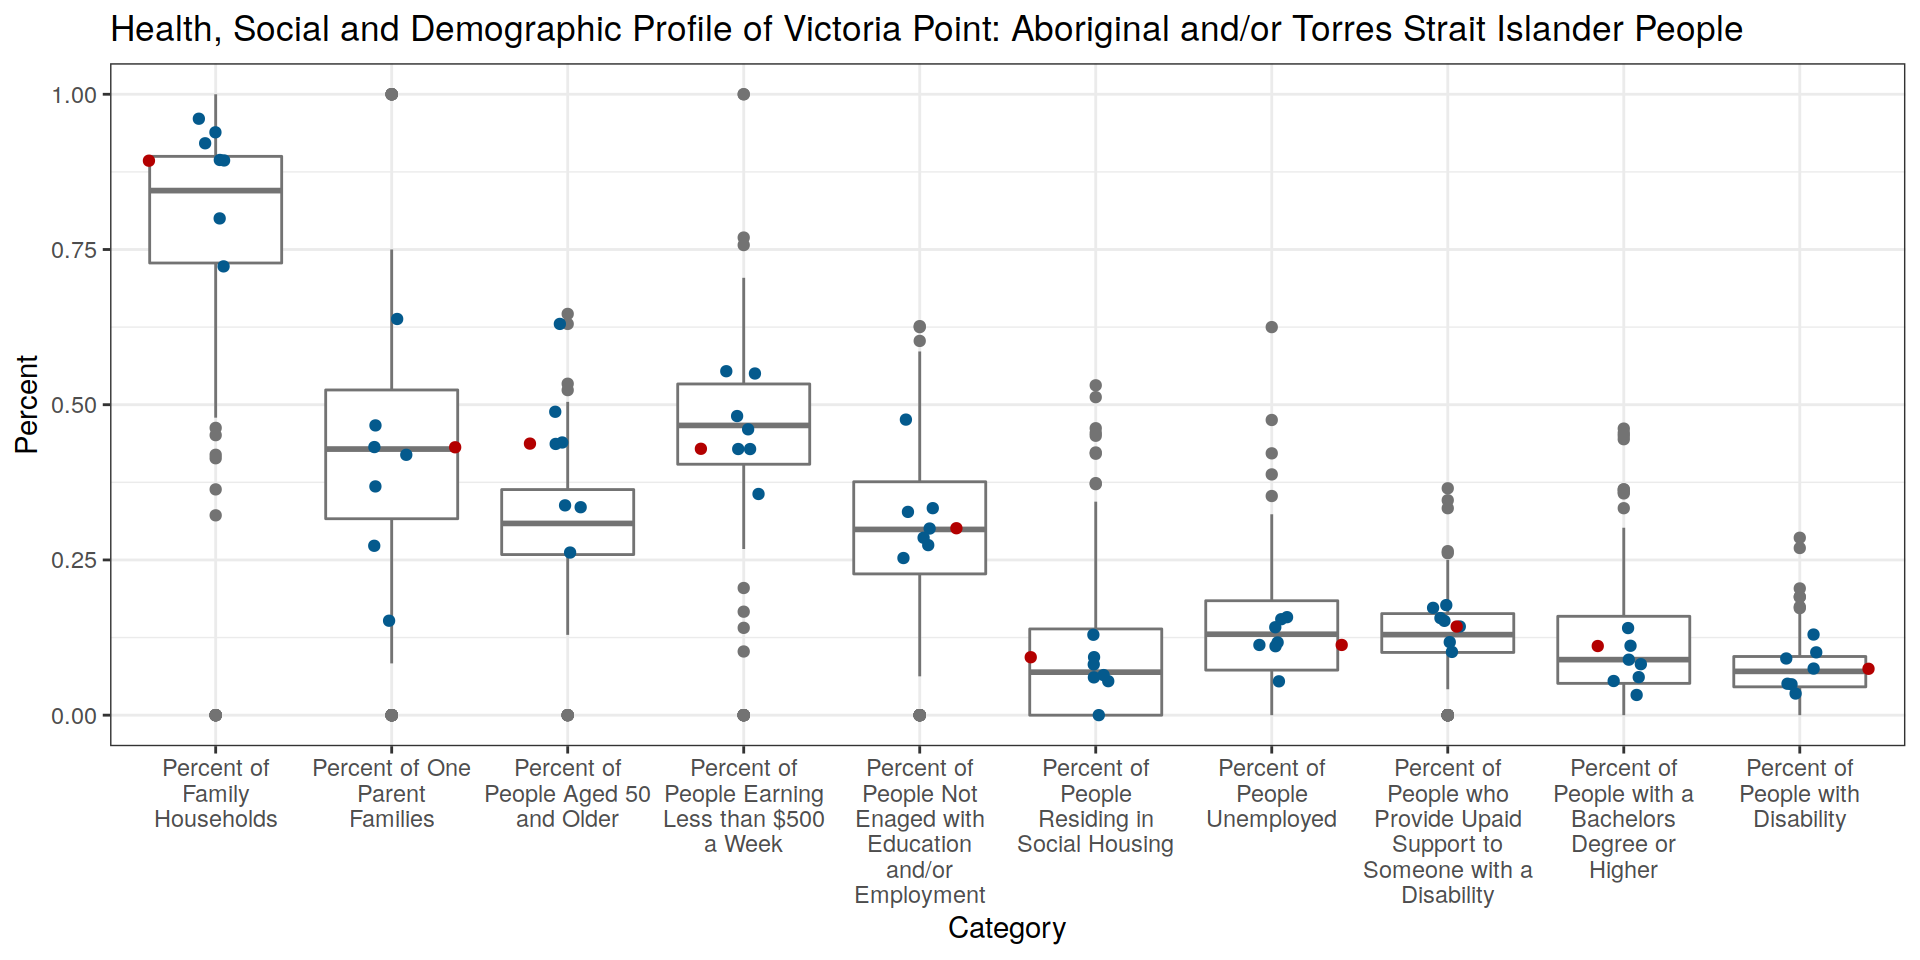 Health, Social and Demographic Profile of Victoria Point: Aboriginal and/or Torres Strait Islander People
Percent
1.00
0.75
0.50
0.25
0.00
Percent of
Family
Households
Percent of One
Parent
Families
Percent of
People Aged 50
and Older
Percent of
People Earning
Less than $500
a Week
Percent of
People Not
Enaged with
Education
and/or
Employment
Percent of
People
Residing in
Social Housing
Percent of
People
Unemployed
Percent of
People who
Provide Upaid
Support to
Someone with a
Disability
Percent of
People with a
Bachelors
Degree or
Higher
Percent of
People with
Disability
Category